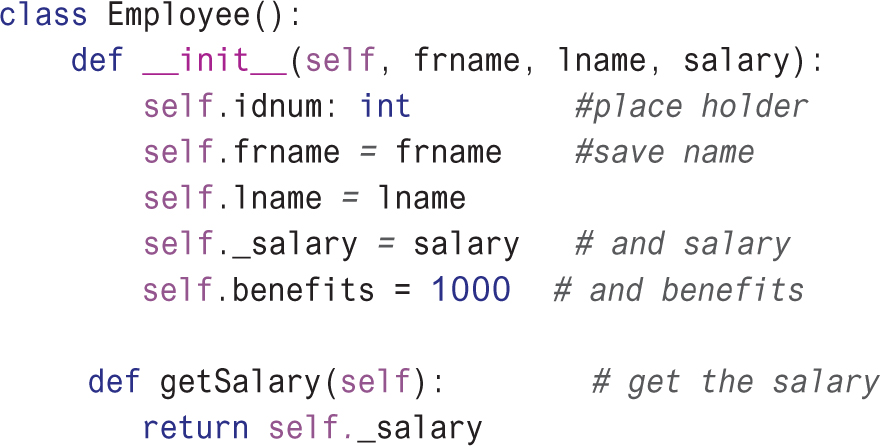 class Employee():
    def __init__(self, frname, lname, salary):
        self.idnum: int         #place holder
        self.frname = frname    #save name
        self.lname = lname
        self._salary = salary   # and salary
        self.benefits = 1000  # and benefits
     def getSalary(self):        # get the salary
        return self._salary